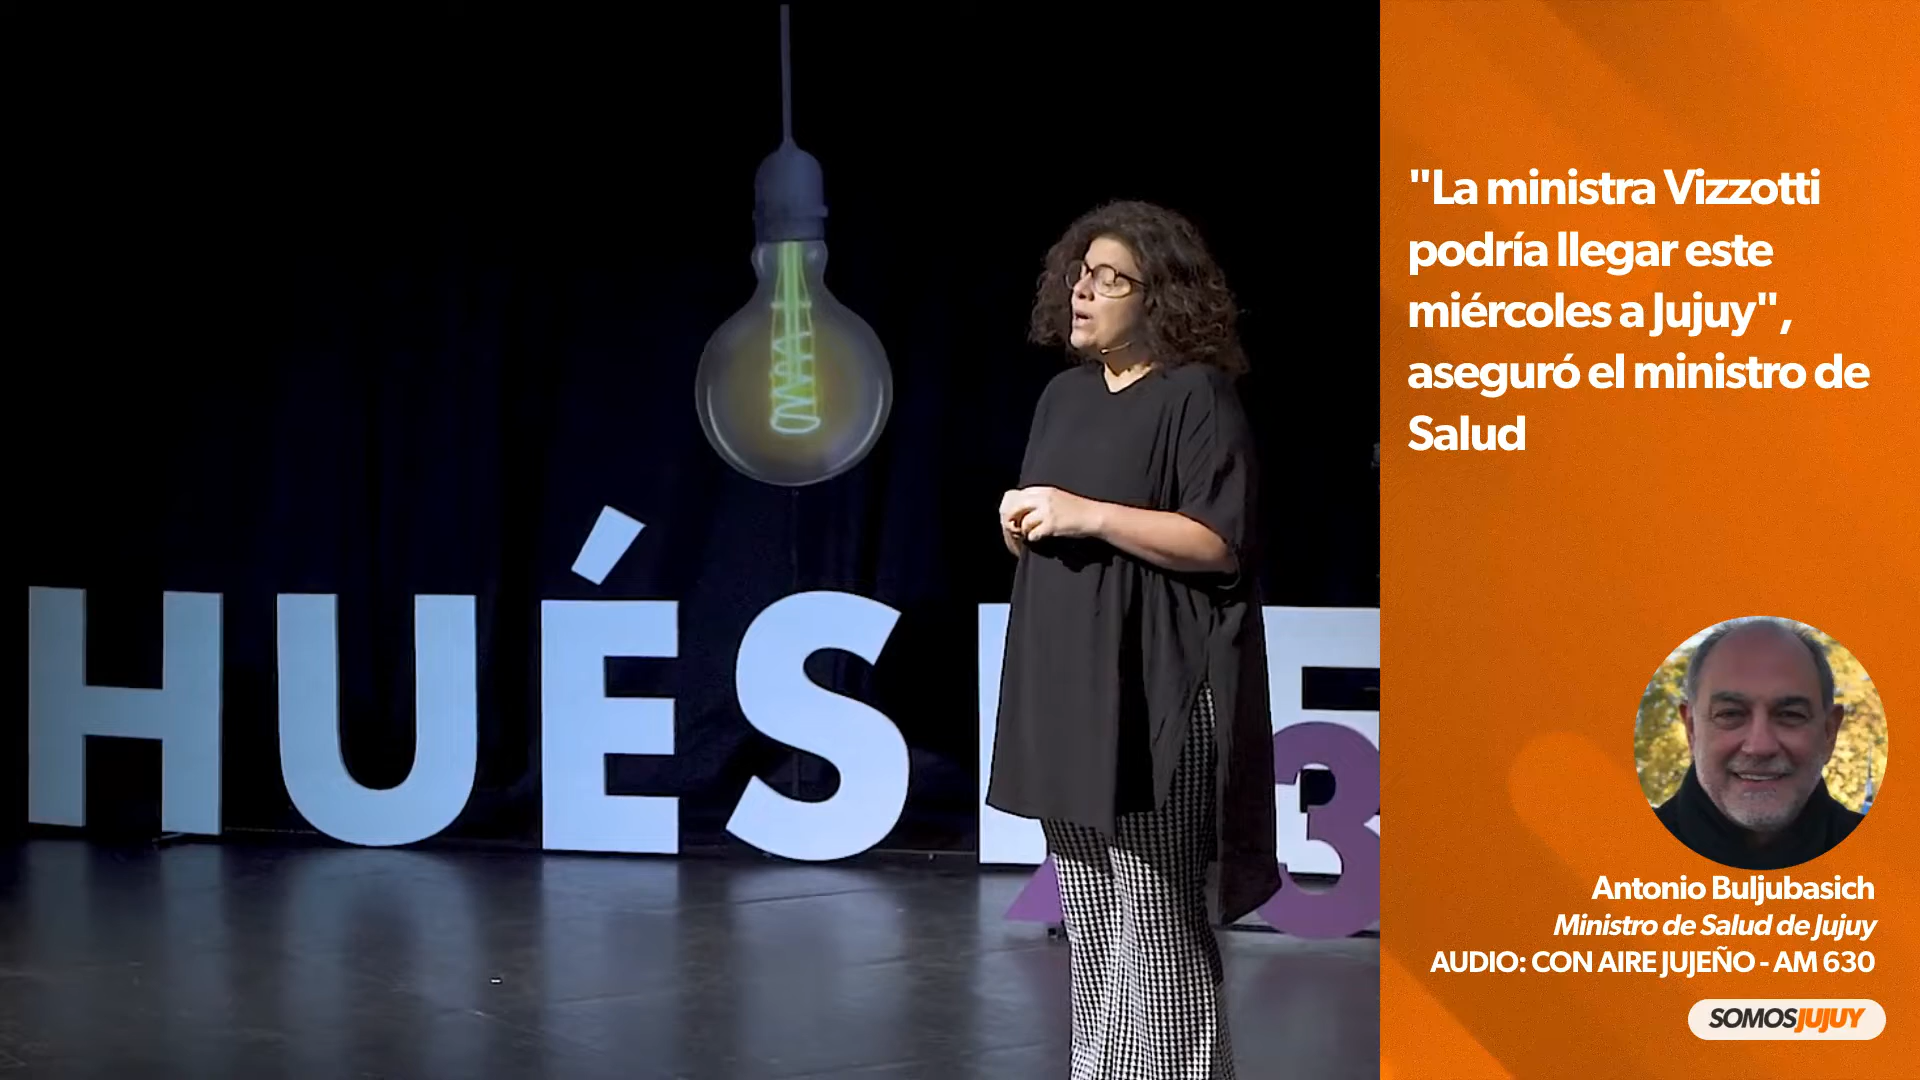 HUÉS
3
"La ministra Vizzotti
podría llegar este
miércoles a Jujuy",
aseguró el ministro de
Salud
Antonio Buljubasich
Ministro de Salud de Jujuy
AUDIO: CON AIRE JUJEÑO - AM 630
SOMOSJUJUY